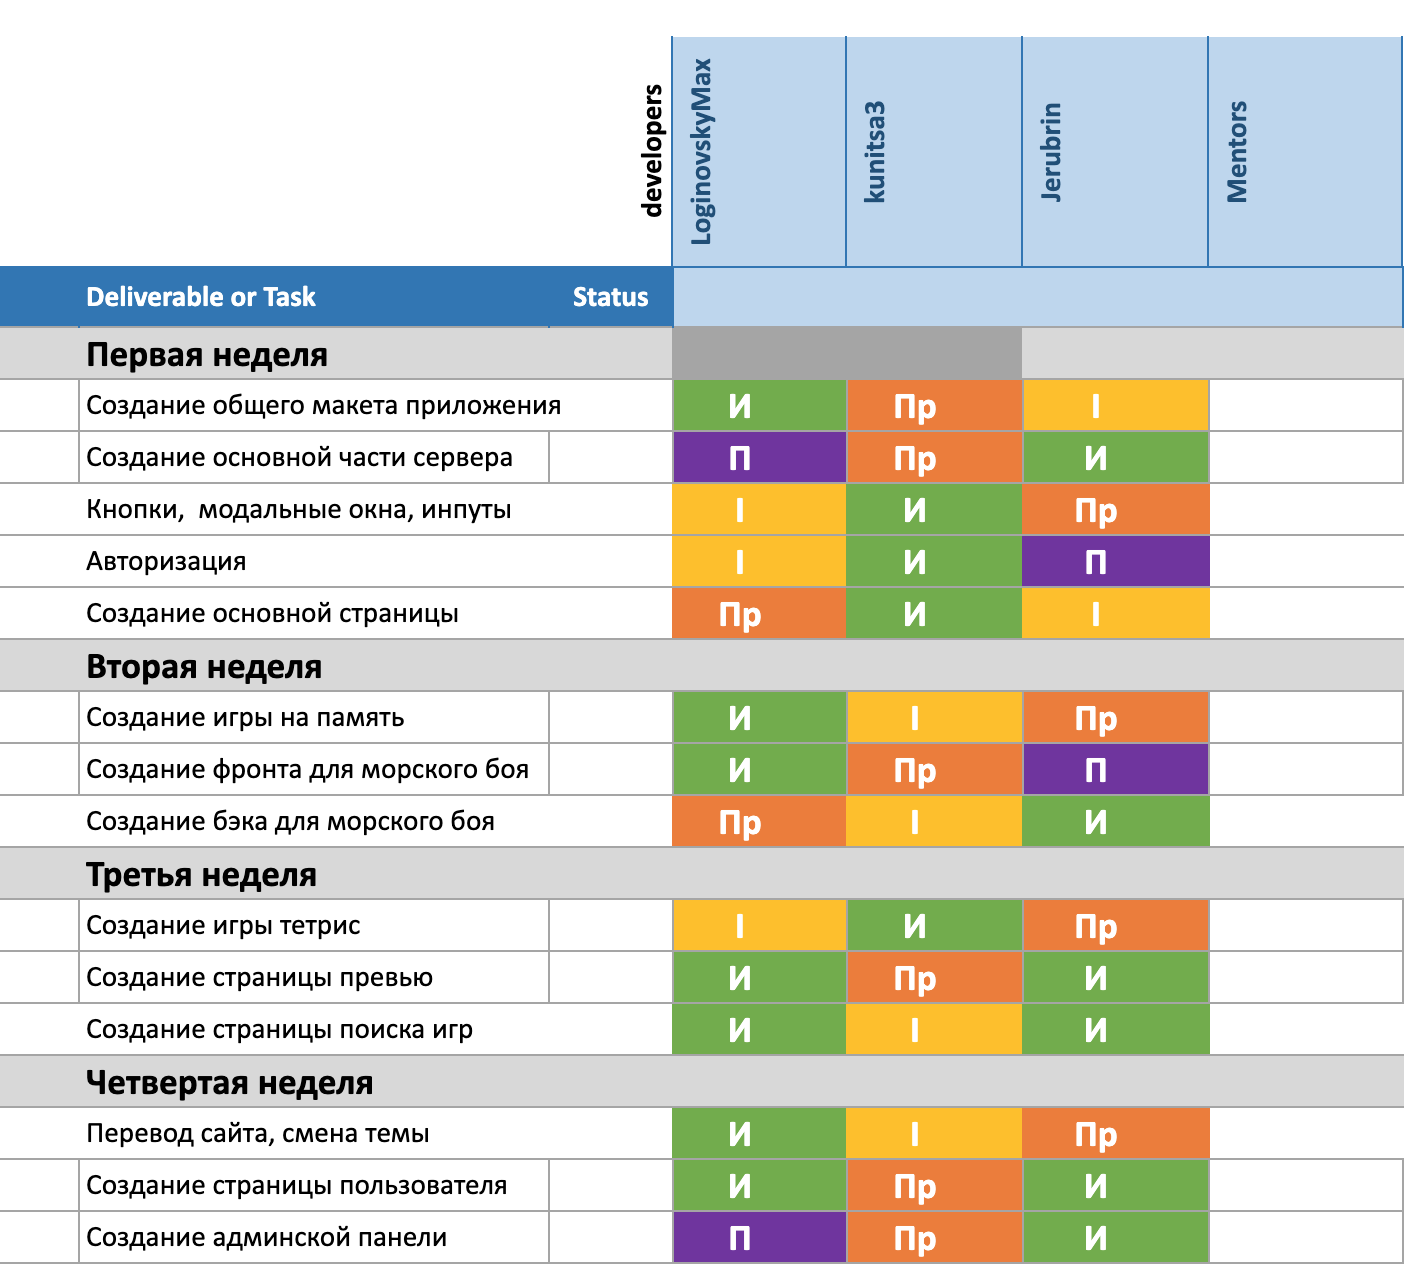 developers LoginovskyMax kunitsa3 Jerubrin Mentors
Deliverable or Task Status
Первая неделя
Создание общего макета приложения И Пр I
Создание основной части сервера П Пр И
Кнопки, модальные окна, инпуты I И Пр
Авторизация I И П
Создание основной страницы Пр И I
Вторая неделя
Создание игры на память И I Пр
Создание фронта для морского боя И Пр П
Создание бэка для морского боя Пр I И
Третья неделя
Создание игры тетрис I И Пр
Создание страницы превью И Пр И
Создание страницы поиска игр И I И
Четвертая неделя
Перевод сайта, смена темы И I Пр
Создание страницы пользователя И Пр И
Создание админской панели П Пр И